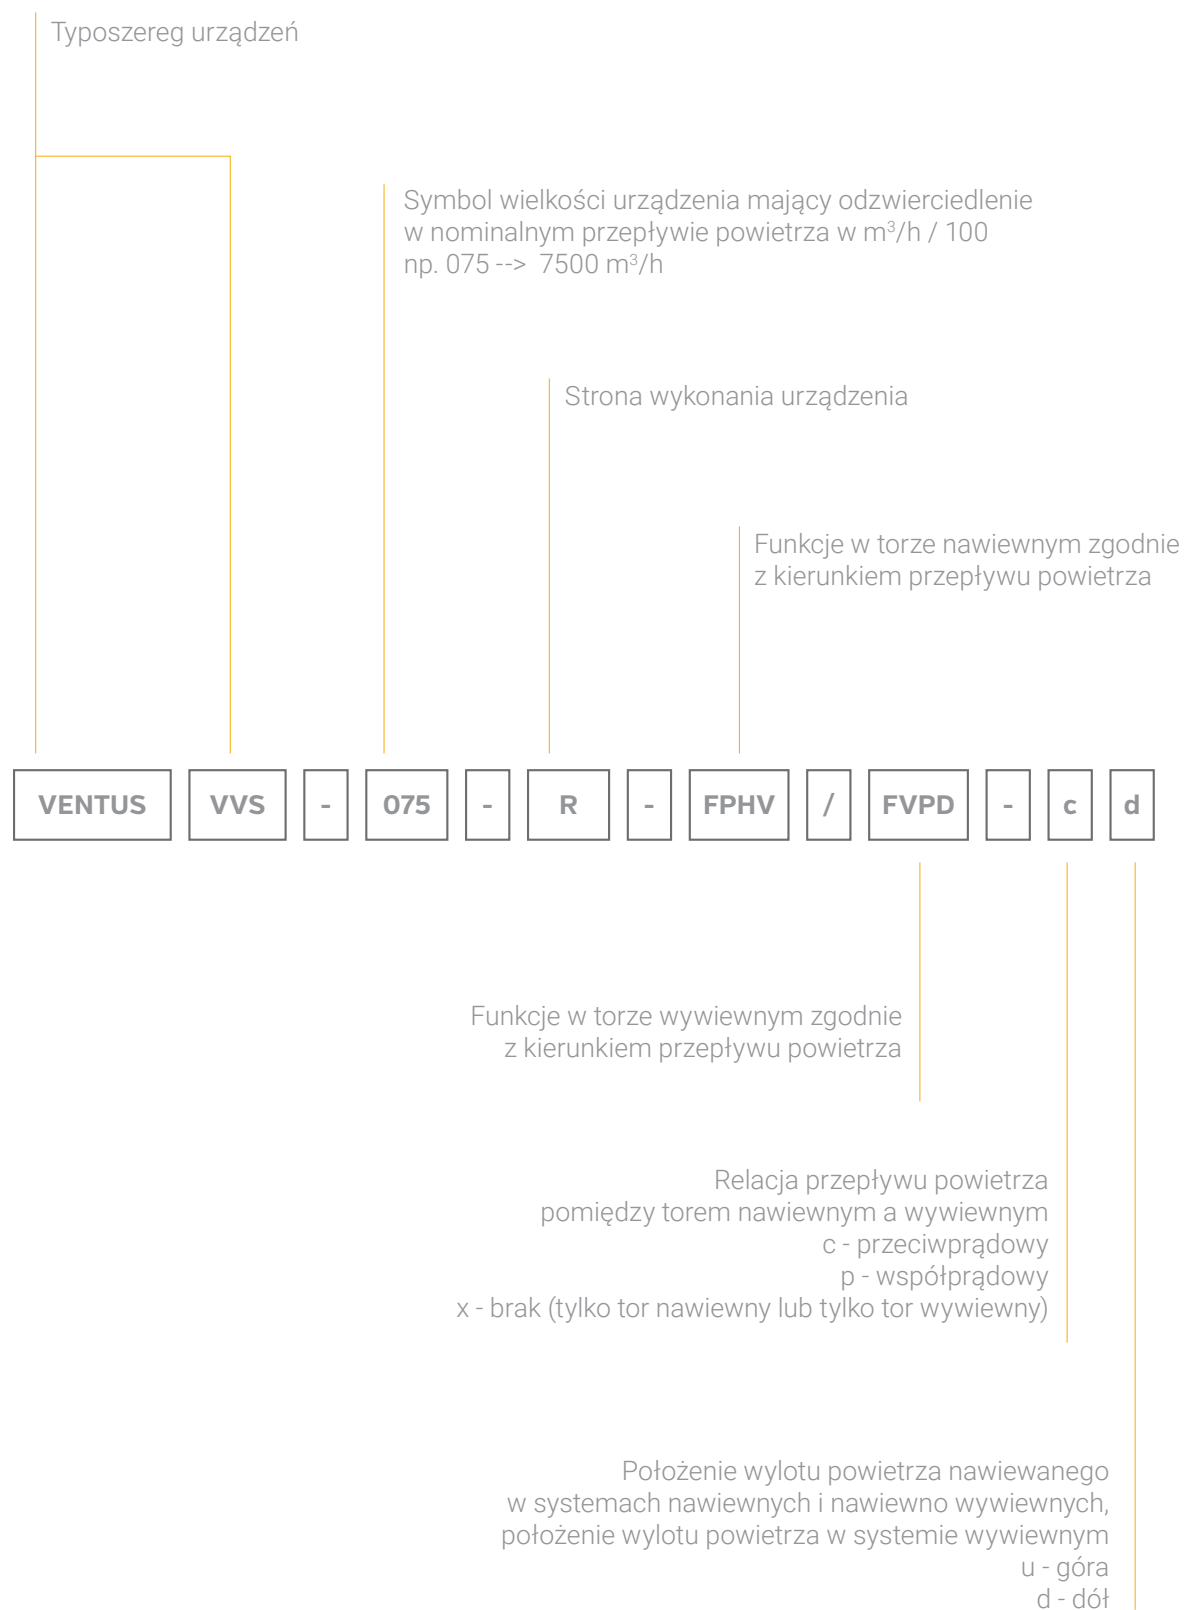 Typoszereg urządzeń
Symbol wielkości urządzenia mający odzwierciedlenie
w nominalnym przepływie powietrza w m³/h / 100
np. 075 --> 7500 m³/h
Strona wykonania urządzenia
Funkcje w torze nawiewnym zgodnie
z kierunkiem przepływu powietrza
VENTUS VVS - 075 - R - FPHV / FVPD - c d
Funkcje w torze wywiewnym zgodnie
z kierunkiem przepływu powietrza
Relacja przepływu powietrza
pomiędzy torem nawiewnym a wywiewnym
c - przeciwprądowy
p - współprądowy
x - brak (tylko tor nawiewny lub tylko tor wywiewny)
Położenie wylotu powietrza nawiewanego
w systemach nawiewnych i nawiewno wywiewnych,
położenie wylotu powietrza w systemie wywiewnym
u - góra
d - dół